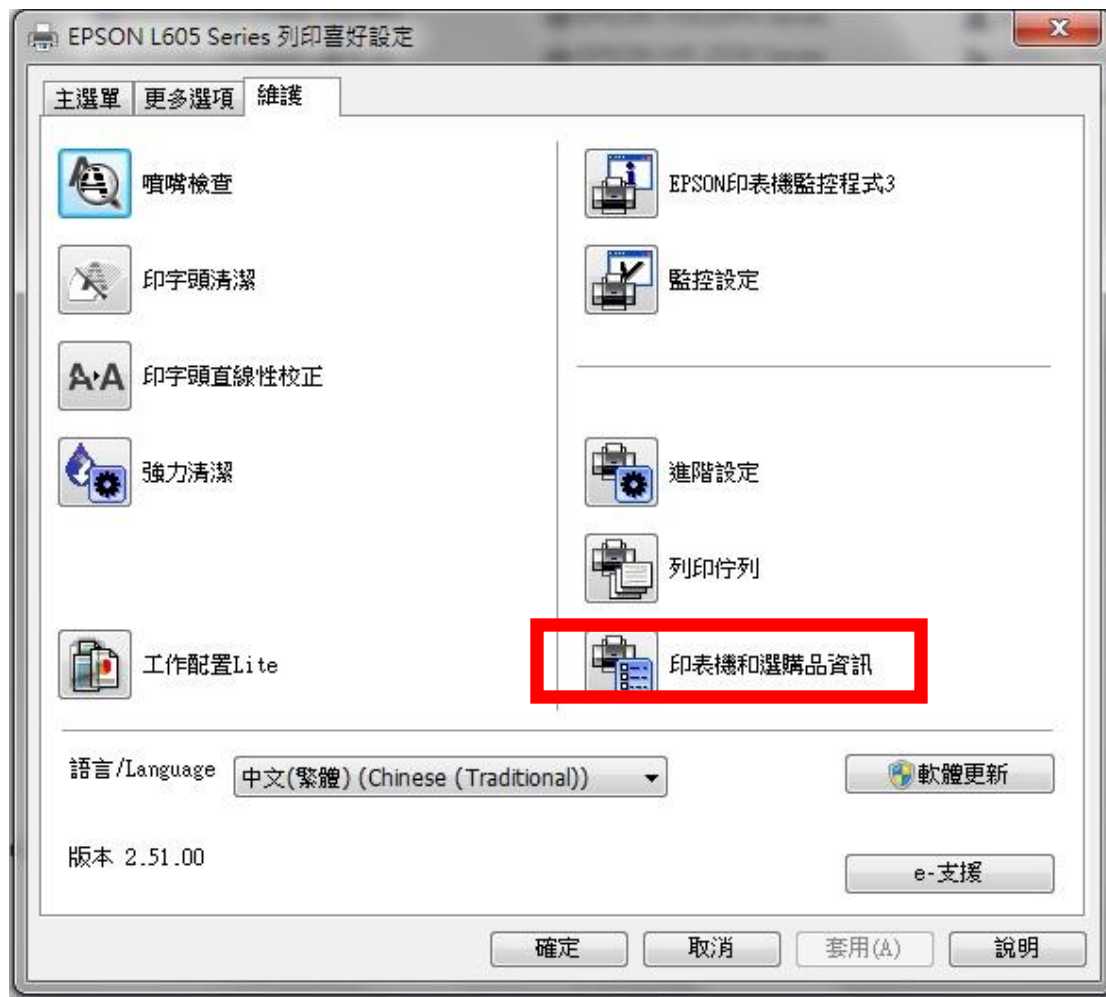 EPSON L605 Series 列印喜好設定
主選單 更多選項 維護
噴嘴檢查
印字頭清潔
印字頭直線性校正
強力清潔
工作配置Lite
EPSON印表機監控程式3
監控設定
進階設定
列印佇列
印表機和選購品資訊
語言/Language 中文(繁體) (Chinese (Traditional))
軟體更新
版本 2.51.00
e-支援
確定 取消 套用(A) 說明